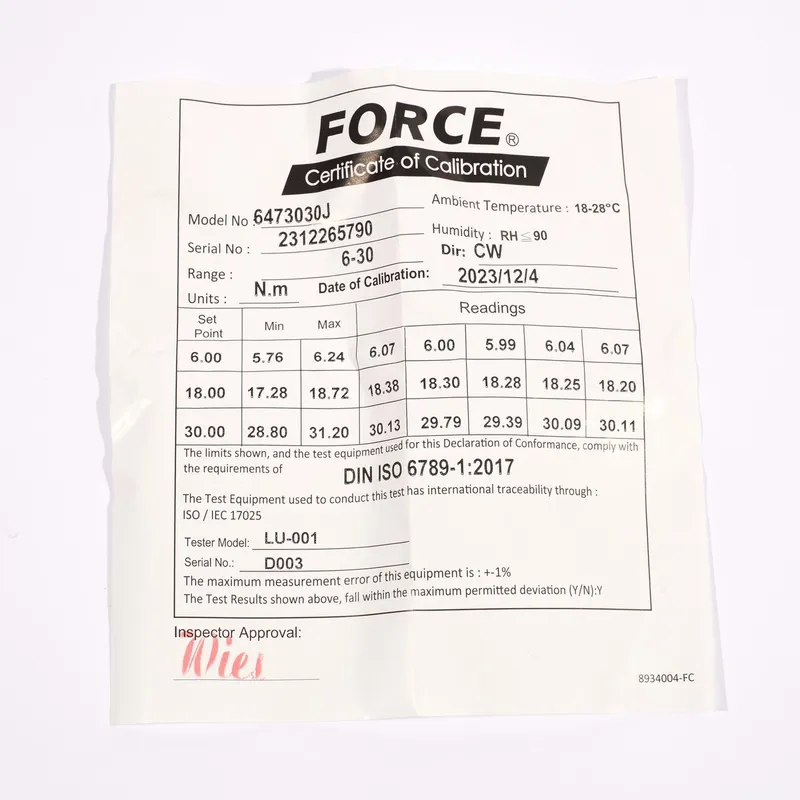 FORCE®
Certificate of Calibration
Model No : 6473030J
Ambient Temperature : 18-28°C
Serial No : 2312265790
Humidity : RH≦90
Range : 6-30
Dir: CW
Units : N.m
Date of Calibration: 2023/12/4
Set Point Min Max Readings
6.00 5.76 6.24 6.07 6.00 5.99 6.04 6.07
18.00 17.28 18.72 18.38 18.30 18.28 18.25 18.20
30.00 28.80 31.20 30.13 29.79 29.39 30.09 30.11
The limits shown, and the test equipment used for this Declaration of Conformance, comply with
the requirements of DIN ISO 6789-1:2017
The Test Equipment used to conduct this test has international traceability through :
ISO / IEC 17025
Tester Model: LU-001
Serial No.: D003
The maximum measurement error of this equipment is : +-1%
The Test Results shown above, fall within the maximum permitted deviation (Y/N):Y
Inspector Approval:
8934004-FC